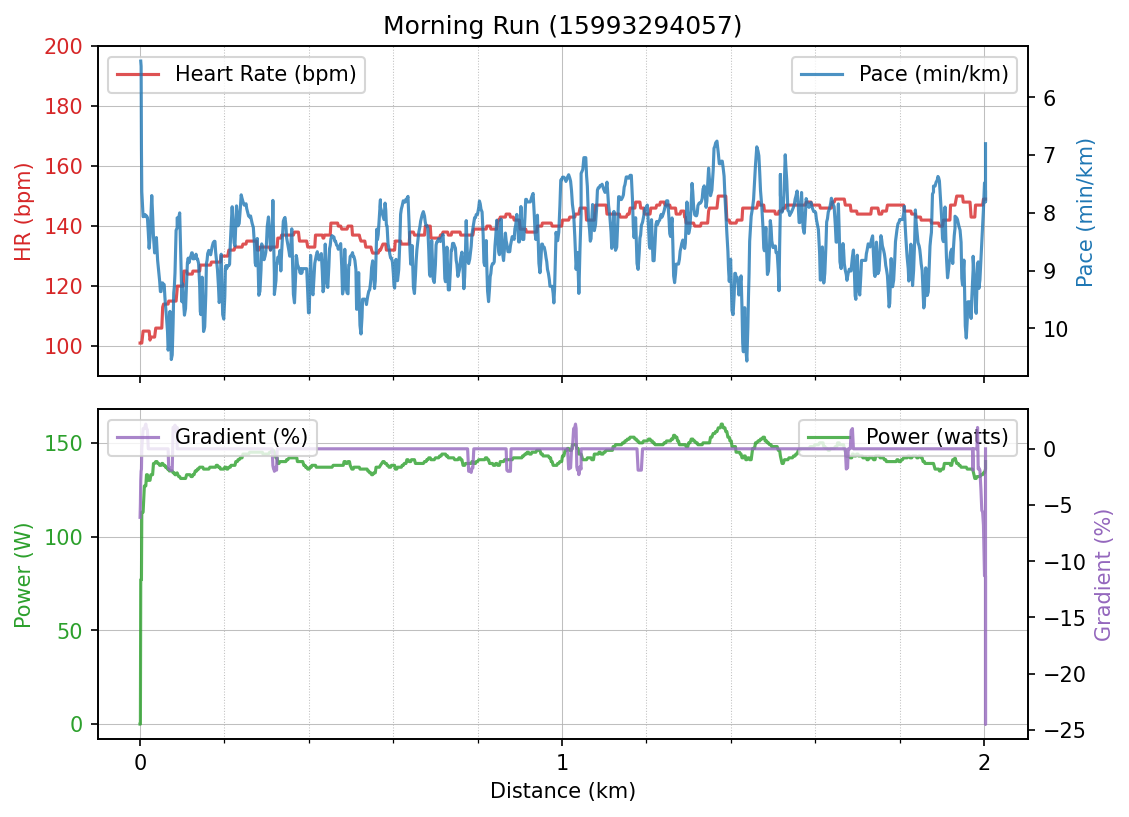 Morning Run (15993294057)
Heart Rate (bpm)
Pace (min/km)
HR (bpm)
200
180
160
140
120
100
6
7
8
9
10
Pace (min/km)
Gradient (%)
Power (watts)
Power (W)
150
100
50
0
0
−5
−10
−15
−20
−25
Gradient (%)
0
1
2
Distance (km)